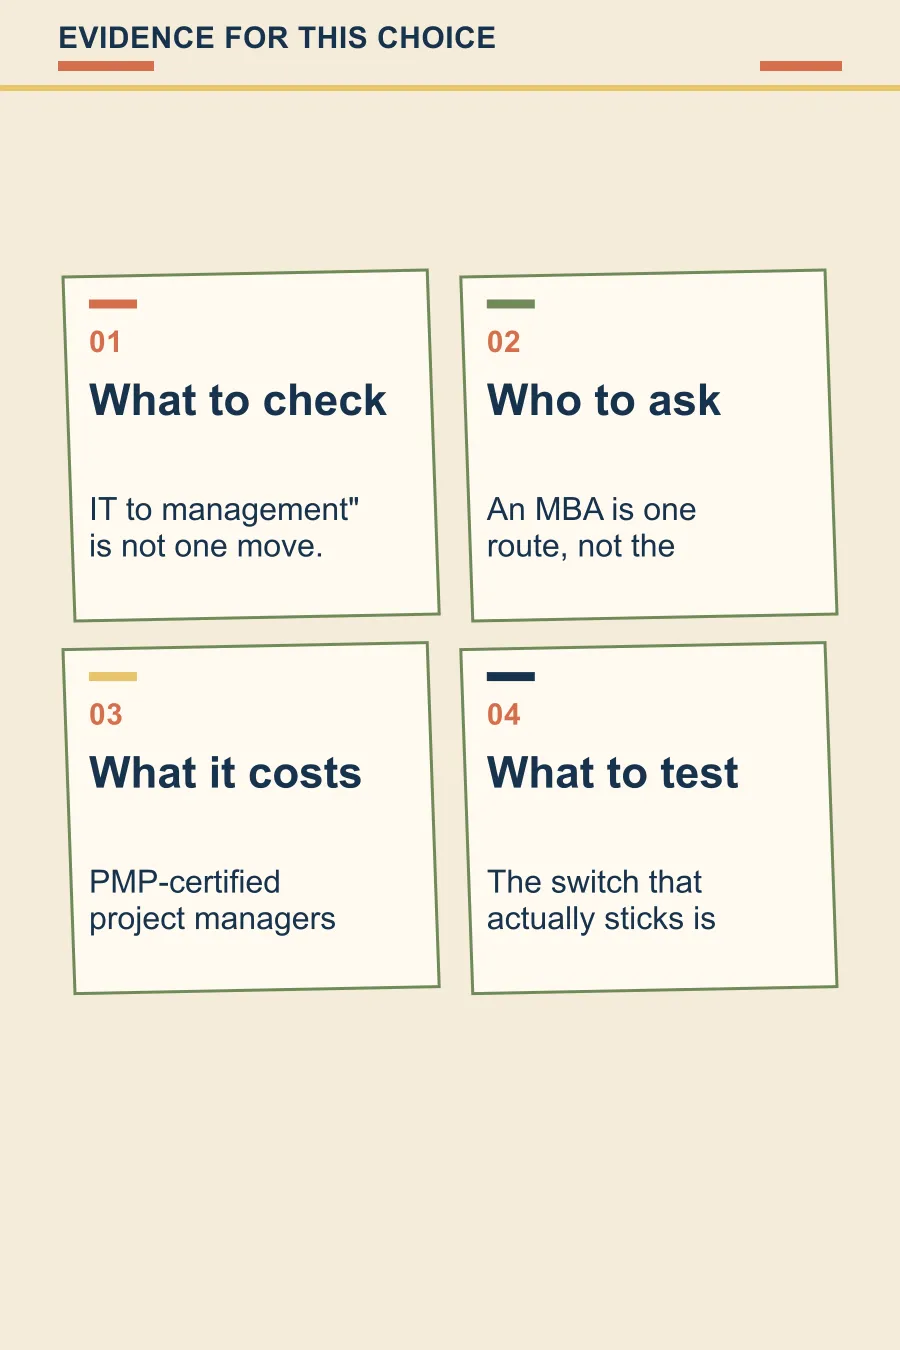 EVIDENCE FOR THIS CHOICE
01
What to check
IT to management"
is not one move.
02
Who to ask
An MBA is one
route, not the
03
What it costs
PMP-certified
project managers
04
What to test
The switch that
actually sticks is